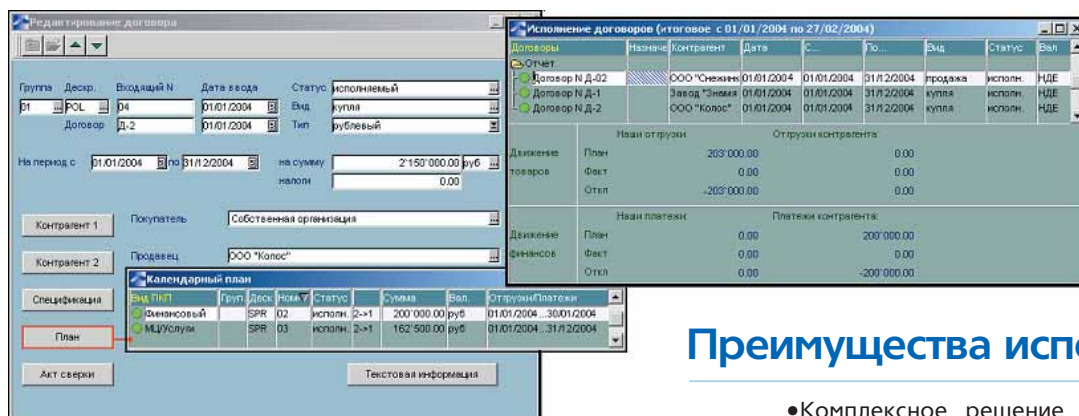 Редактирование договора
Группа Дескр. Входящий N Дата ввода Статус исполняемый
01 POL 04 01/01/2004 Вид купля
Договор Д-2 01/01/2004 Тип рублевый
На период с 01/01/2004 по 31/12/2004 на сумму 2'150'000.00 руб
налоги 0.00
Контрагент 1 Покупатель Собственная организация
Контрагент 2 Продавец ООО "Колос"
Спецификация
План
Акт сверки
Текстовая информация
Календарный план
Вид ПКП Груп. Деск Номе Статус Сумма Вал. Отгрузки/Платежи
Финансовый SPR 02 исполн. 2->1 200'000.00 руб 01/01/2004...30/01/2004
МЦ/Услуги SPR 03 исполн. 2->1 162'500.00 руб 01/01/2004...31/12/2004
Исполнение договоров (итоговое с 01/01/2004 по 27/02/2004)
Договоры Назначе Контрагент Дата С... По... Вид Статус Вал
Отчет
Договор N Д-02 ООО "Снежинк 01/01/2004 01/01/2004 31/12/2004 продажа исполн. НДЕ
Договор N Д-1 Завод "Знамя 01/01/2004 01/01/2004 31/12/2004 купля исполн. НДЕ
Договор N Д-2 ООО "Колос" 01/01/2004 01/01/2004 31/12/2004 купля исполн. НДЕ
Наши отгрузки Отгрузки контрагента
Движение План 203'000.00 0.00
товаров Факт 0.00 0.00
Откл -203'000.00 0.00
Наши платежи Платежи контрагента:
Движение План 0.00 200'000.00
финансов Факт 0.00 0.00
Откл 0.00 -200'000.00
Преимущества испо
•Комплексное решение